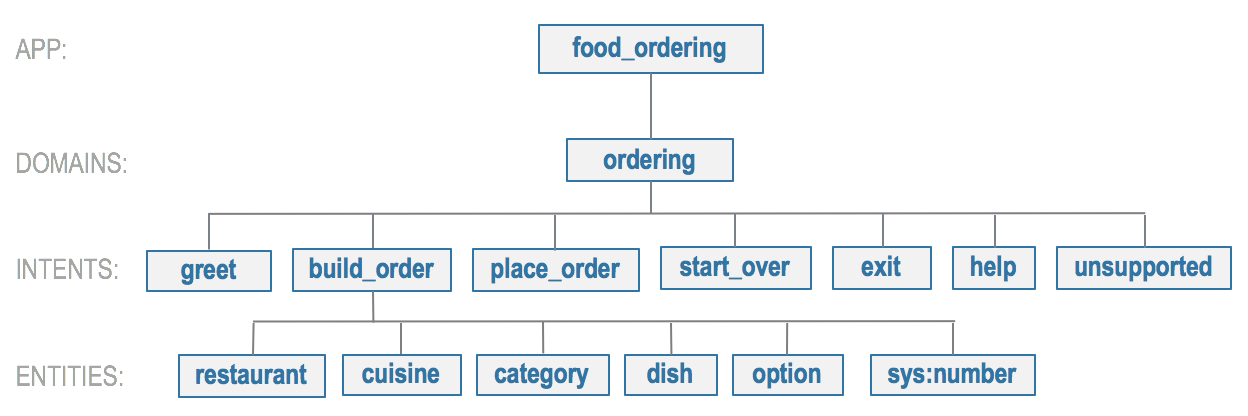 APP:
food_ordering
DOMAINS:
ordering
INTENTS:
greet
build_order
place_order
start_over
exit
help
unsupported
ENTITIES:
restaurant
cuisine
category
dish
option
sys:number